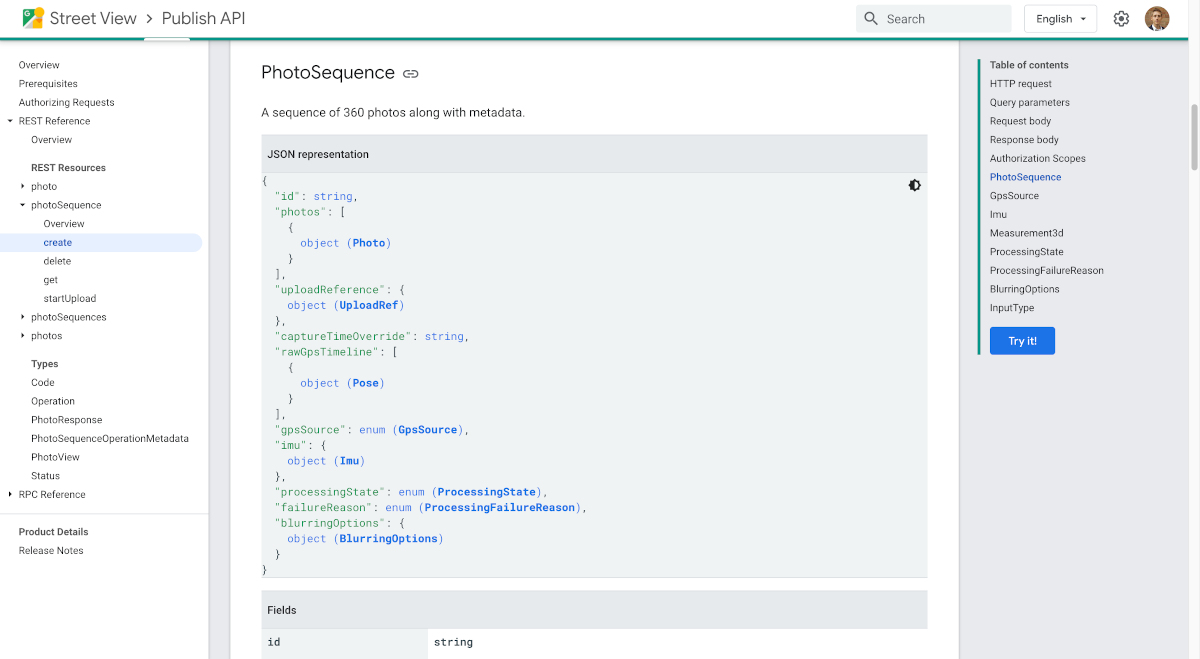 Street View > Publish API
Search
English
Overview
Prerequisites
Authorizing Requests
REST Reference
Overview
REST Resources
photo
photoSequence
Overview
create
delete
get
startUpload
photoSequences
photos
Types
Code
Operation
PhotoResponse
PhotoSequenceOperationMetadata
PhotoView
Status
RPC Reference
Product Details
Release Notes
PhotoSequence
A sequence of 360 photos along with metadata.
JSON representation
{
"id": string,
"photos": [
{
object (Photo)
}
],
"uploadReference": {
object (UploadRef)
},
"captureTimeOverride": string,
"rawGpsTimeline": [
{
object (Pose)
}
],
"gpsSource": enum (GpsSource),
"imu": {
object (Imu)
},
"processingState": enum (ProcessingState),
"failureReason": enum (ProcessingFailureReason),
"blurringOptions": {
object (BlurringOptions)
}
}
Fields
id string
Table of contents
HTTP request
Query parameters
Request body
Response body
Authorization Scopes
PhotoSequence
GpsSource
Imu
Measurement3d
ProcessingState
ProcessingFailureReason
BlurringOptions
InputType
Try it!